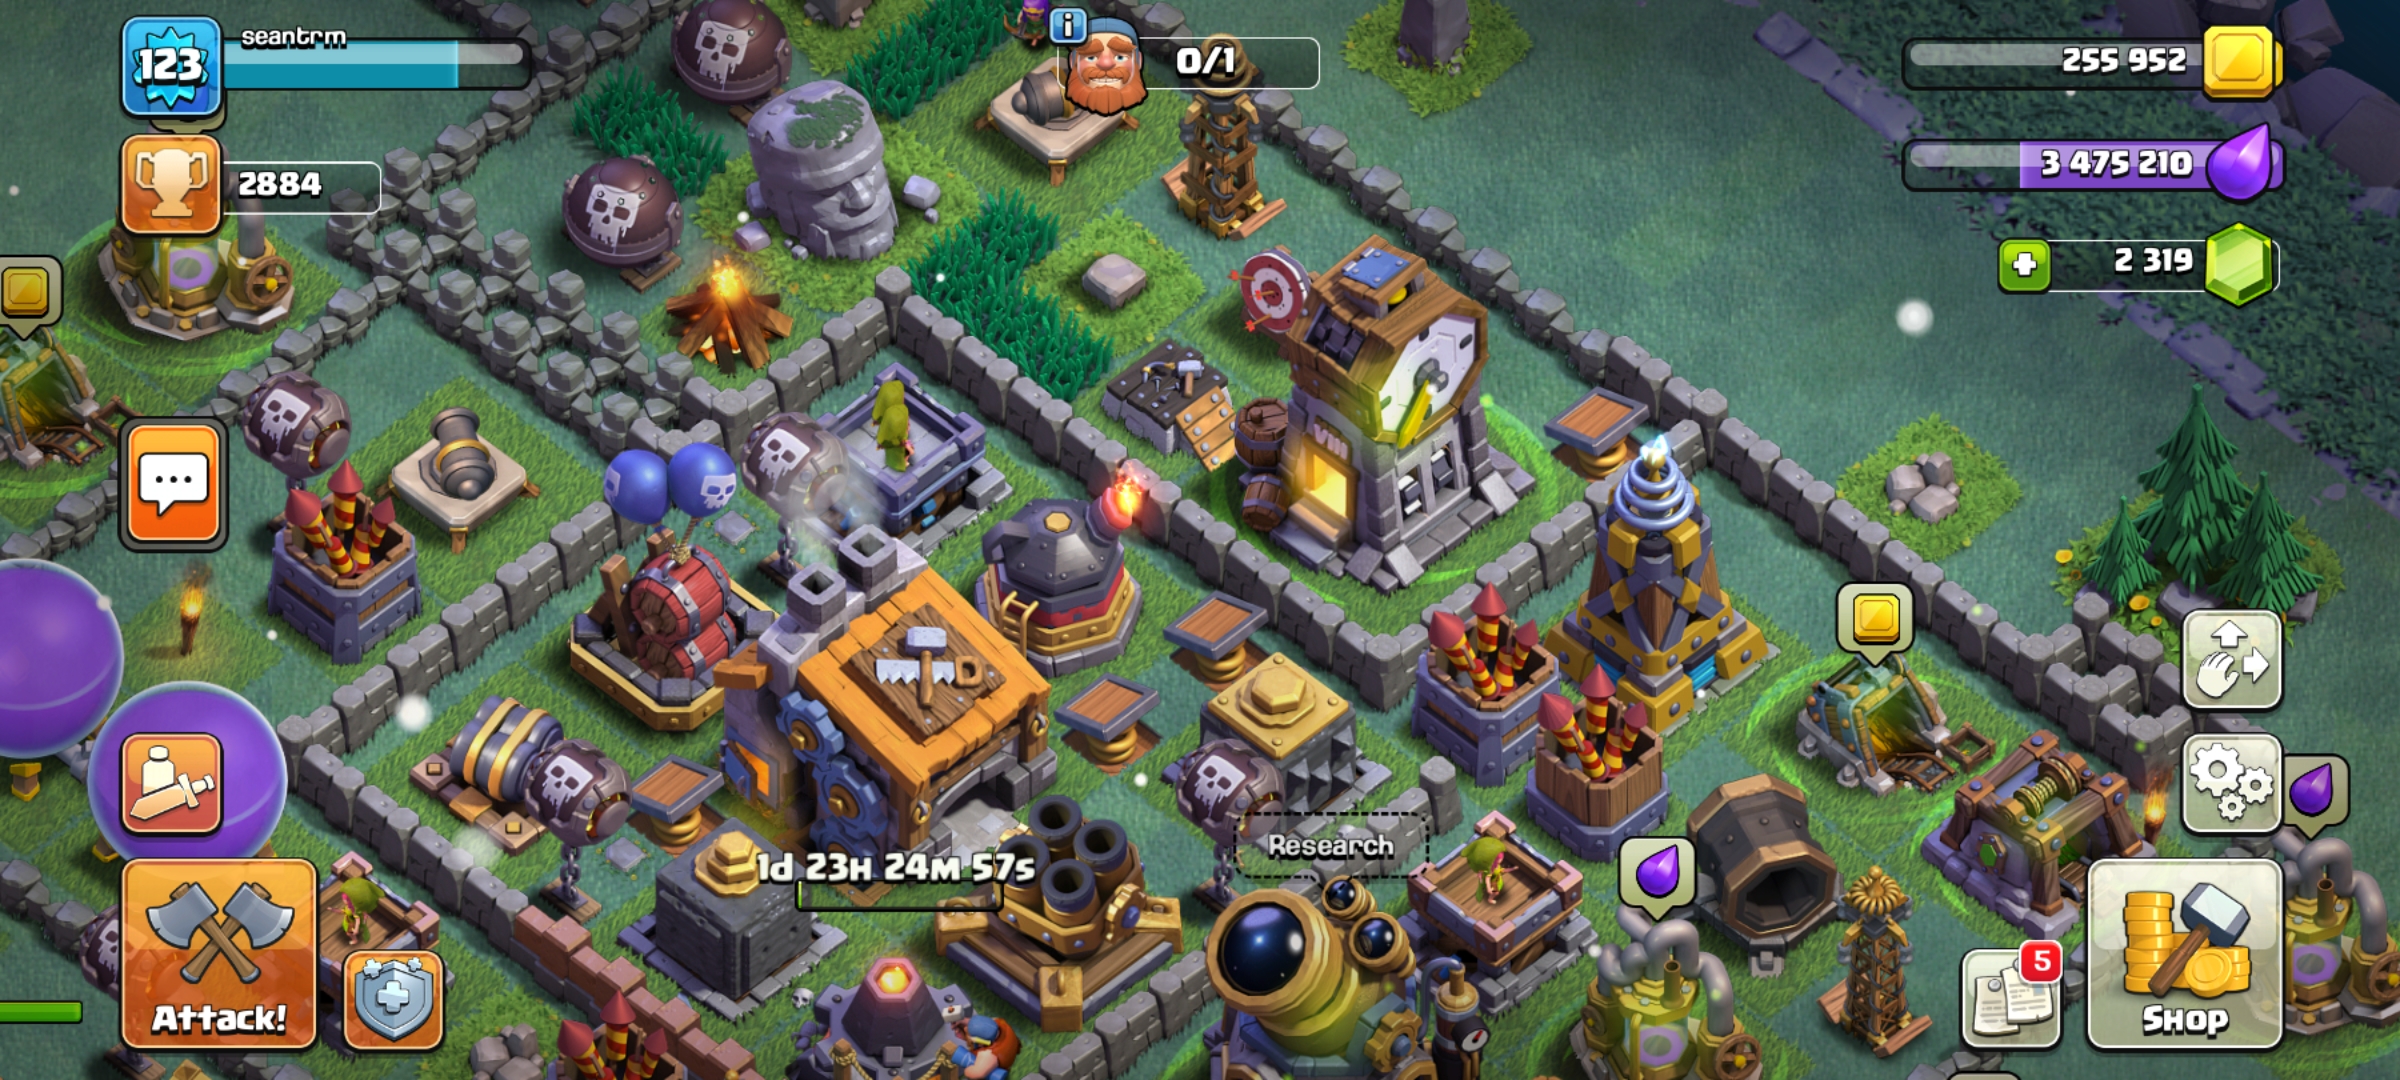 123
seantrm
i
0/1
255 952
2884
3 475 210
2 319
VIII
1d 23H 24M 57s
Research
5
Attack!
Shop